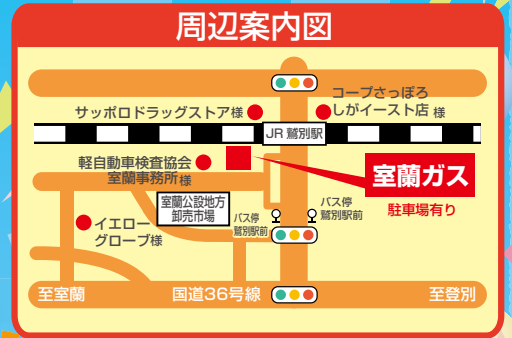 周辺案内図
コープさっぽろ
しがイースト店 様
サッポロドラッグストア様
JR 鷲別駅
軽自動車検査協会
室蘭事務所様
室蘭ガス
駐車場有り
室蘭公設地方
卸売市場
バス停
鷲別駅前
バス停
鷲別駅前
イエロー
グローブ様
至室蘭
国道36号線
至登別